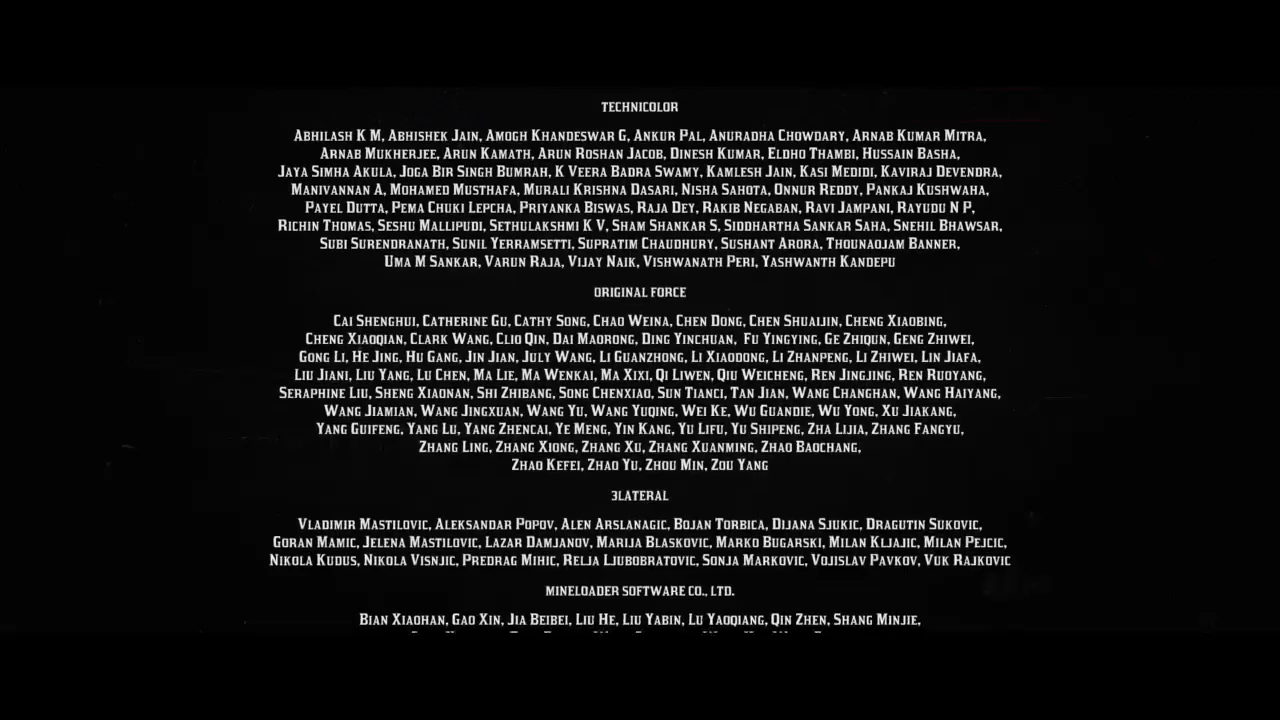 TECHNICOLOR
ABHILASH K M, ABHISHEK JAIN, AMOGH KHANDESWAR G, ANKUR PAL, ANURADHA CHOWDARY, ARNAB KUMAR MITRA,
ARNAB MUKHERJEE, ARUN KAMATH, ARUN ROSHAN JACOB, DINESH KUMAR, ELDHO THAMBI, HUSSAIN BASHA,
JAYA SIMHA AKULA, JOGA BIR SINGH BUMRAH, K VEERA BADRA SWAMY, KAMLESH JAIN, KASI MEDIDI, KAVIRAJ DEVENDRA,
MANIVANNAN A, MOHAMED MUSTHAFA, MURALI KRISHNA DASARI, NISHA SAHOTA, ONNUR REDDY, PANKAJ KUSHWAHA,
PAYEL DUTTA, PEMA CHUKI LEPCHA, PRIYANKA BISWAS, RAJA DEY, RAKIB NEGABAN, RAVI JAMPANI, RAYUDU N P,
RICHIN THOMAS, SESHU MALLIPUDI, SETHULAKSHMI K V, SHAM SHANKAR S, SIDDHARTHA SANKAR SAHA, SNEHIL BHAWSAR,
SUBI SURENDRANATH, SUNIL YERRAMSETTI, SUPRATIM CHAUDHURY, SUSHANT ARORA, THOUNAOJAM BANNER,
UMA M SANKAR, VARUN RAJA, VIJAY NAIK, VISHWANATH PERI, YASHWANTH KANDEPU
ORIGINAL FORCE
CAI SHENGHUI, CATHERINE GU, CATHY SONG, CHAO WEINA, CHEN DONG, CHEN SHUAIJIN, CHENG XIAOBING,
CHENG XIAOQIAN, CLARK WANG, CLIO QIN, DAI MAORONG, DING YINCHUAN, FU YINGYING, GE ZHIQUN, GENG ZHIWEI,
GONG LI, HE JING, HU GANG, JIN JIAN, JULY WANG, LI GUANZHONG, LI XIAODONG, LI ZHANPENG, LI ZHIWEI, LIN JIAFA,
LIU JIANI, LIU YANG, LU CHEN, MA LIE, MA WENKAI, MA XIXI, QI LIWEN, QIU WEICHENG, REN JINGJING, REN RUOYANG,
SERAPHINE LIU, SHENG XIAONAN, SHI ZHIBANG, SONG CHENXIAO, SUN TIANCI, TAN JIAN, WANG CHANGHAN, WANG HAIYANG,
WANG JIAMIAN, WANG JINGXUAN, WANG YU, WANG YUQING, WEI KE, WU GUANDIE, WU YONG, XU JIAKANG,
YANG GUIFENG, YANG LU, YANG ZHENCAI, YE MENG, YIN KANG, YU LIFU, YU SHIPENG, ZHA LIJIA, ZHANG FANGYU,
ZHANG LING, ZHANG XIONG, ZHANG XU, ZHANG XUANMING, ZHAO BAOCHANG,
ZHAO KEFEI, ZHAO YU, ZHOU MIN, ZOU YANG
3LATERAL
VLADIMIR MASTILOVIC, ALEKSANDAR POPOV, ALEN ARSLANAGIC, BOJAN TORBICA, DIJANA SJUKIC, DRAGUTIN SUKOVIC,
GORAN MAMIC, JELENA MASTILOVIC, LAZAR DAMJANOV, MARIJA BLASKOVIC, MARKO BUGARSKI, MILAN KLJAJIC, MILAN PEJCIC,
NIKOLA KUDUS, NIKOLA VISNJIC, PREDRAG MIHIC, RELJA LJUBOBRATOVIC, SONJA MARKOVIC, VOJISLAV PAVKOV, VUK RAJKOVIC
MINELOADER SOFTWARE CO., LTD.
BIAN XIAOHAN, GAO XIN, JIA BEIBEI, LIU HE, LIU YABIN, LU YAOQIANG, QIN ZHEN, SHANG MINJIE,